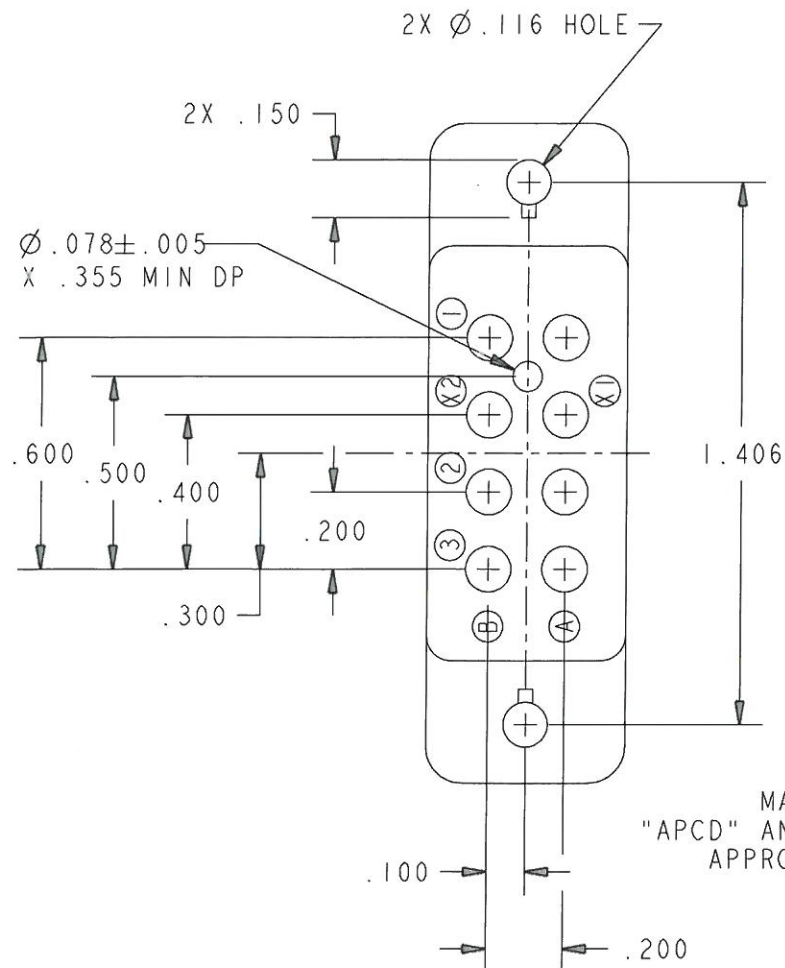 2X Ø.116 HOLE
2X .150
Ø.078±.005
X .355 MIN DP
1
X2
X1
.600
.500
.400
2
1.406
.200
3
.300
B
A
"APCD"
.100
.200